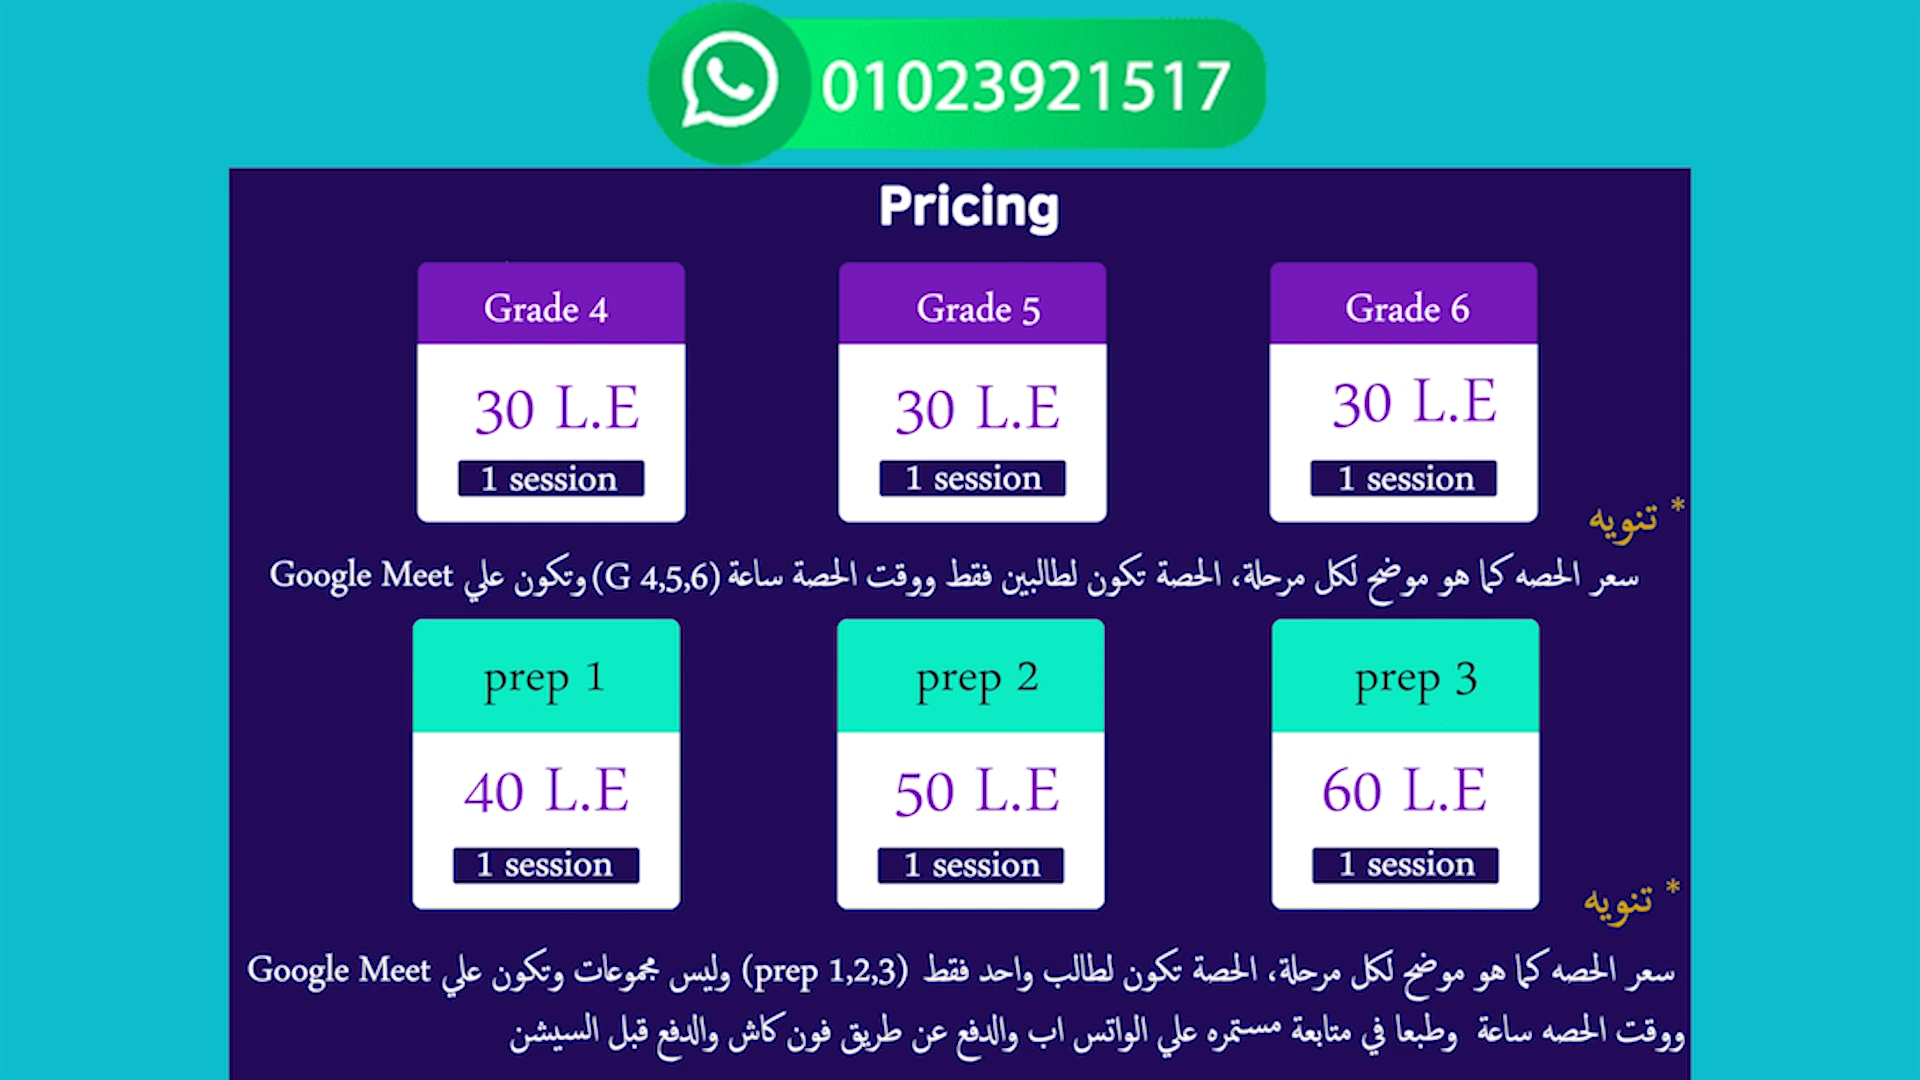 01023921517
Pricing
Grade 4
30 L.E
1 session
Grade 5
30 L.E
1 session
Grade 6
30 L.E
1 session
* تنويه
سعر الحصه كما هو موضح لكل مرحلة، الحصة تكون لطالبين فقط ووقت الحصة ساعة (G 4,5,6) وتكون علي Google Meet
prep 1
40 L.E
1 session
prep 2
50 L.E
1 session
prep 3
60 L.E
1 session
* تنويه
سعر الحصه كما هو موضح لكل مرحلة، الحصة تكون لطالب واحد فقط (prep 1,2,3) وليس مجموعات وتكون علي Google Meet
ووقت الحصه ساعة وطبعا في متابعة مستمره علي الواتس اب والدفع عن طريق فون كاش والدفع قبل السيشن